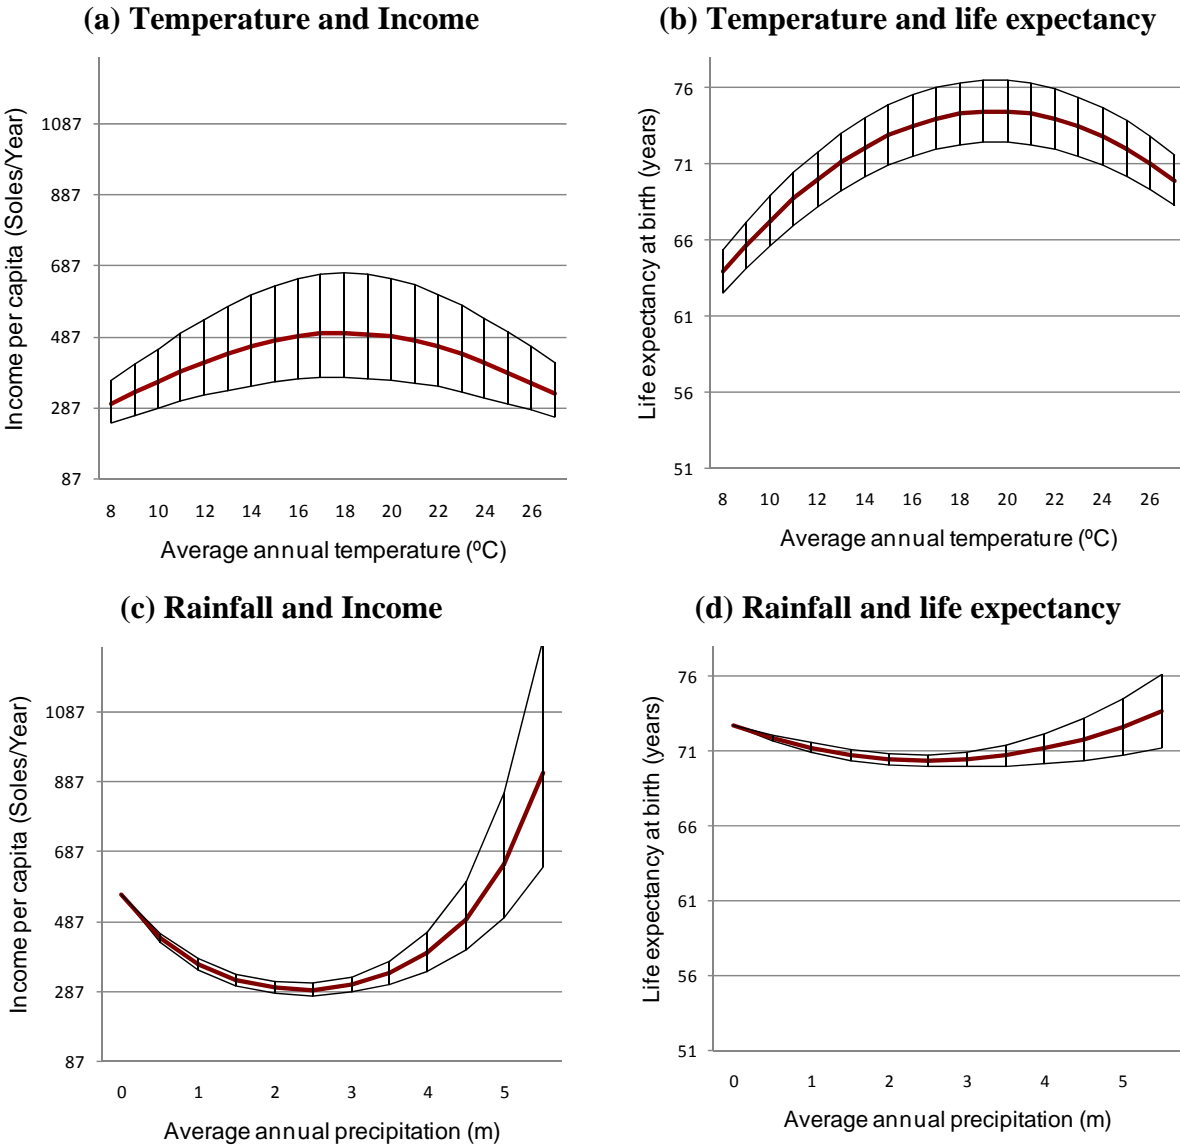 (a) Temperature and Income
Income per capita (Soles/Year)
1087
887
687
487
287
87
8 10 12 14 16 18 20 22 24 26
Average annual temperature (ºC)
(b) Temperature and life expectancy
Life expectancy at birth (years)
76
71
66
61
56
51
8 10 12 14 16 18 20 22 24 26
Average annual temperature (ºC)
(c) Rainfall and Income
Income per capita (Soles/Year)
1087
887
687
487
287
87
0 1 2 3 4 5
Average annual precipitation (m)
(d) Rainfall and life expectancy
Life expectancy at birth (years)
76
71
66
61
56
51
0 1 2 3 4 5
Average annual precipitation (m)